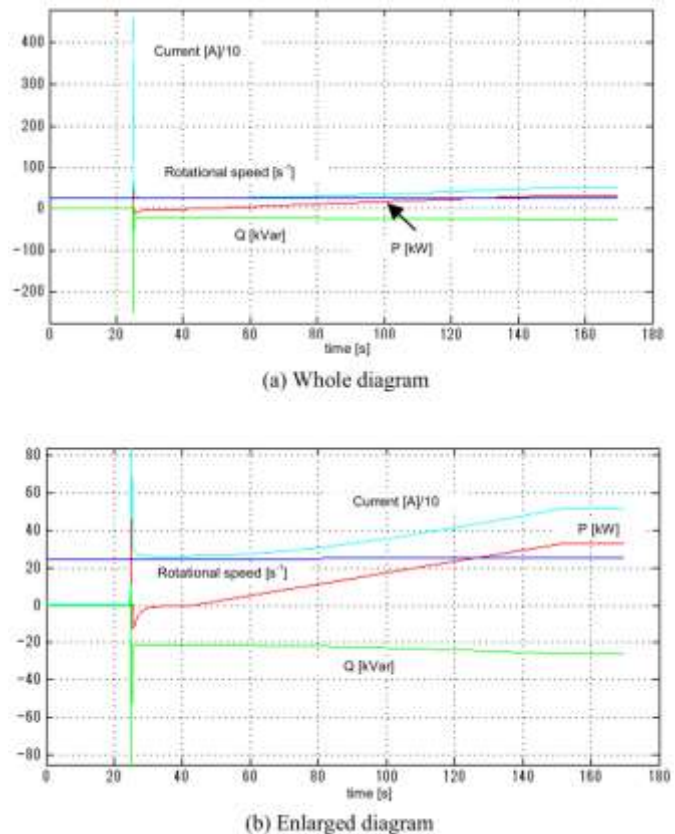 400
Current [A]/10
300
200
100
Rotational speed [s⁻¹]
0
Q [kVar]
-100
P [kW]
-200
0 20 40 60 80 100 120 140 160 180
time [s]
(a) Whole diagram
80
60
Current [A]/10
40
P [kW]
20
Rotational speed [s⁻¹]
0
-20
Q [kVar]
-40
-60
-80
0 20 40 60 80 100 120 140 160 180
time [s]
(b) Enlarged diagram